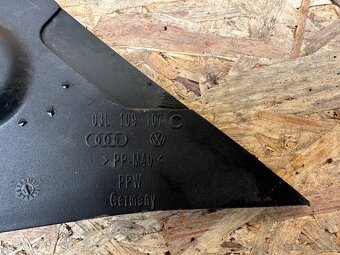 03L 109 107 C
> PP-M40 <
PPW
Germany